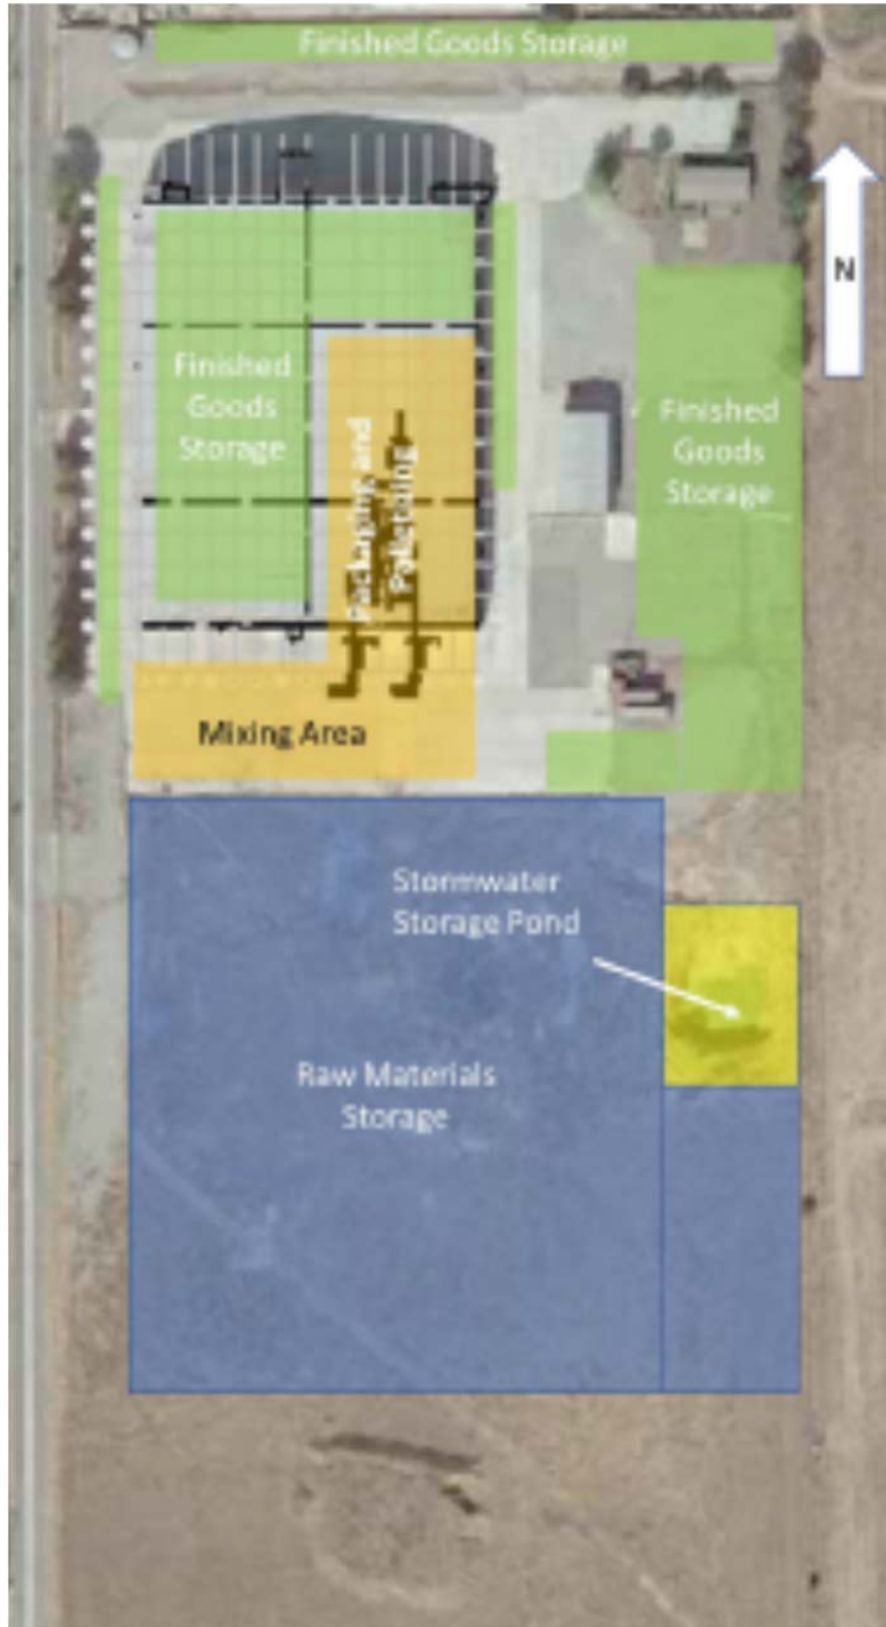 Finished Goods Storage
N
Finished
Goods
Storage
Packaging and
Palletizing
Finished
Goods
Storage
Mixing Area
Stormwater
Storage Pond
Raw Materials
Storage